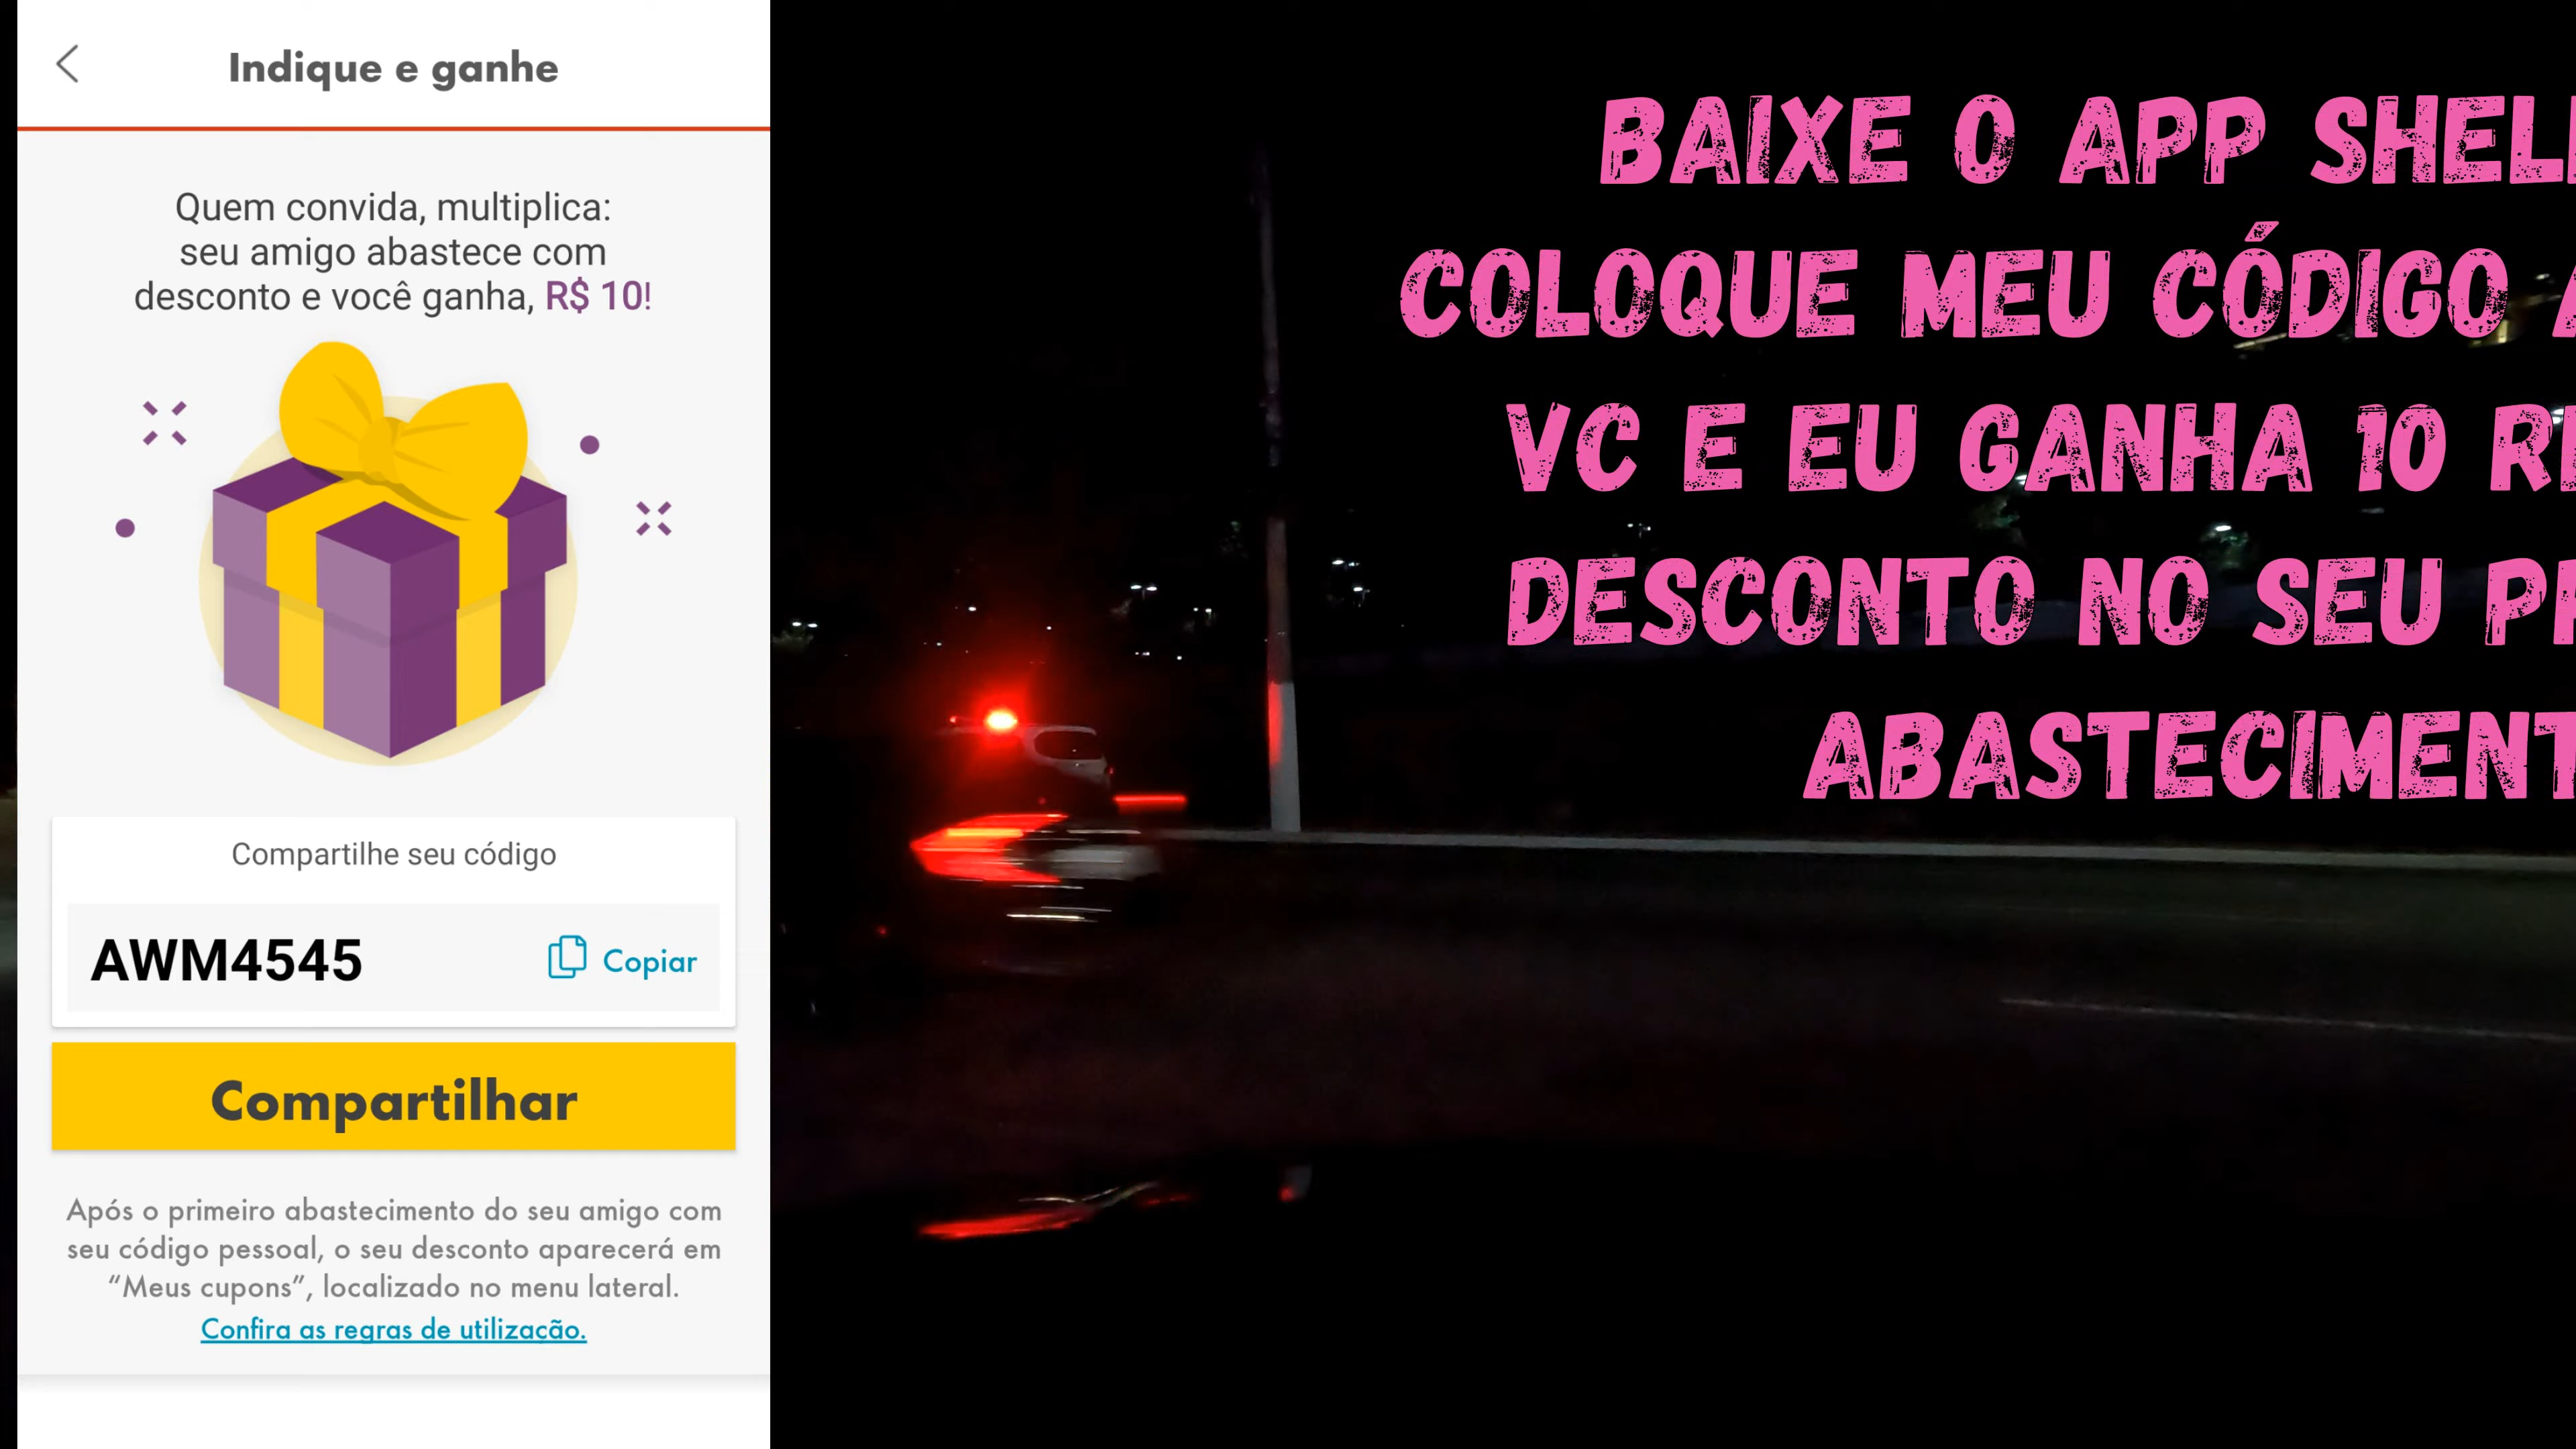 Indique e ganhe
Quem convida, multiplica:
seu amigo abastece com
desconto e você ganha, R$ 10!
Compartilhe seu código
AWM4545
Copiar
Compartilhar
Após o primeiro abastecimento do seu amigo com
seu código pessoal, o seu desconto aparecerá em
“Meus cupons”, localizado no menu lateral.
Confira as regras de utilização.
BAIXE O APP
COLOQUE MEU CÓDIGO
VC E EU GANHA 10
DESCONTO NO SEU